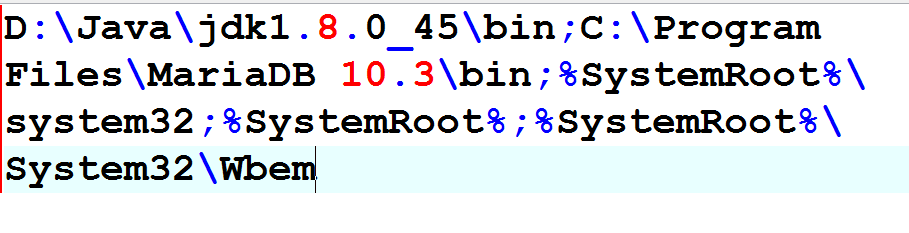 D:\Java\jdk1.8.0_45\bin;C:\Program
Files\MariaDB 10.3\bin;%SystemRoot%\
system32;%SystemRoot%;%SystemRoot%\
System32\Wbem